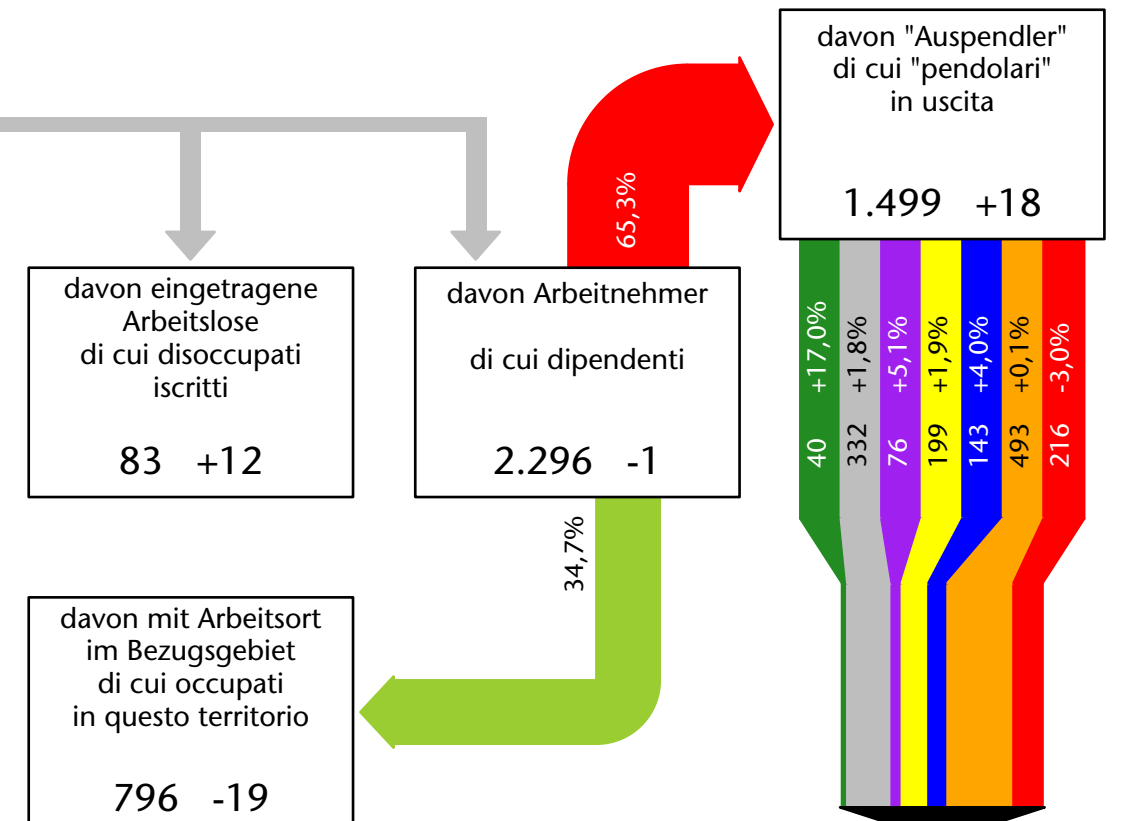 davon "Auspendler"
di cui "pendolari"
in uscita
1.499 +18
65,3%
davon eingetragene
Arbeitslose
di cui disoccupati
iscritti
83 +12
davon Arbeitnehmer
di cui dipendenti
2.296 -1
40 +17,0%
332 +1,8%
76 +5,1%
199 +1,9%
143 +4,0%
493 +0,1%
216 -3,0%
34,7%
davon mit Arbeitsort
im Bezugsgebiet
di cui occupati
in questo territorio
796 -19